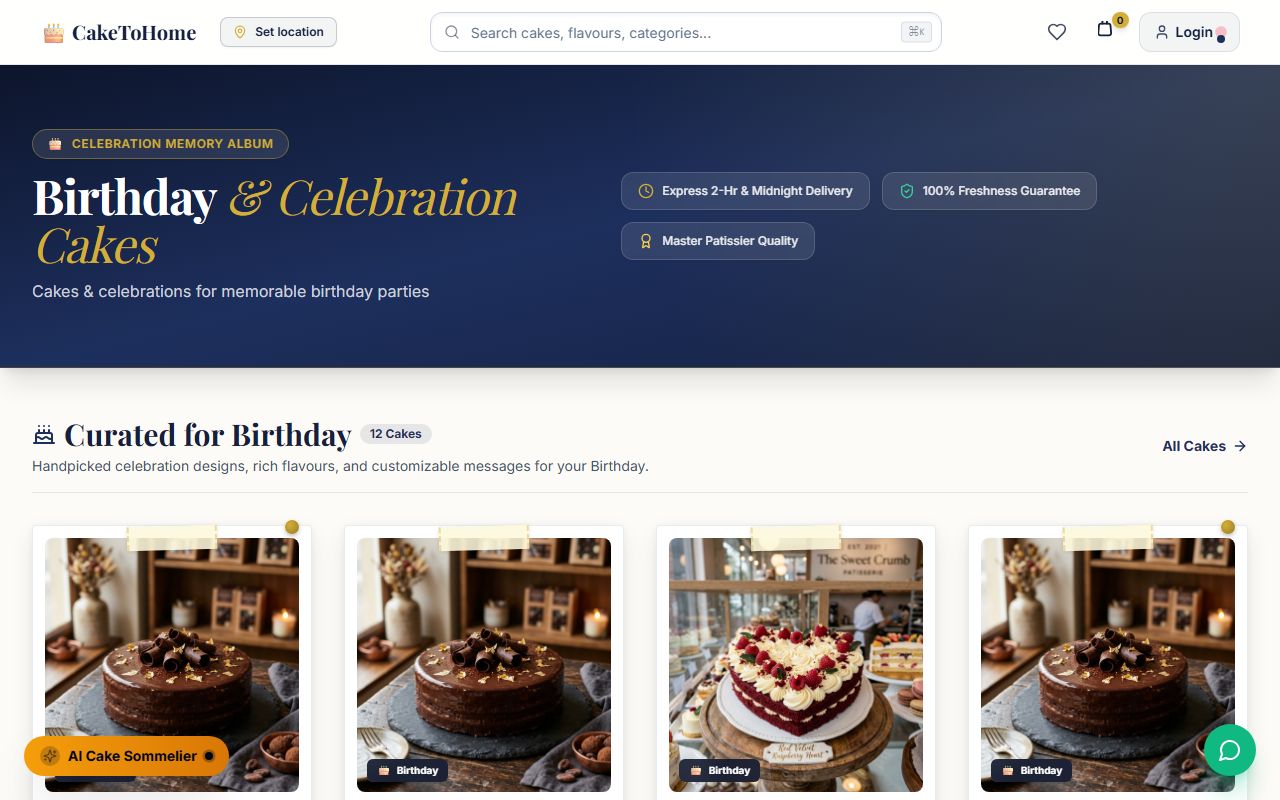 CakeToHome
Set location
Search cakes, flavours, categories...
⌘K
0
Login
CELEBRATION MEMORY ALBUM
Birthday & Celebration
Cakes
Cakes & celebrations for memorable birthday parties
Express 2-Hr & Midnight Delivery
100% Freshness Guarantee
Master Patissier Quality
Curated for Birthday
12 Cakes
Handpicked celebration designs, rich flavours, and customizable messages for your Birthday.
All Cakes
EST. 2021
The Sweet Crumb
PATISSERIE
Red Velvet
Raspberry Heart
AI Cake Sommelier
Birthday
Birthday
Birthday